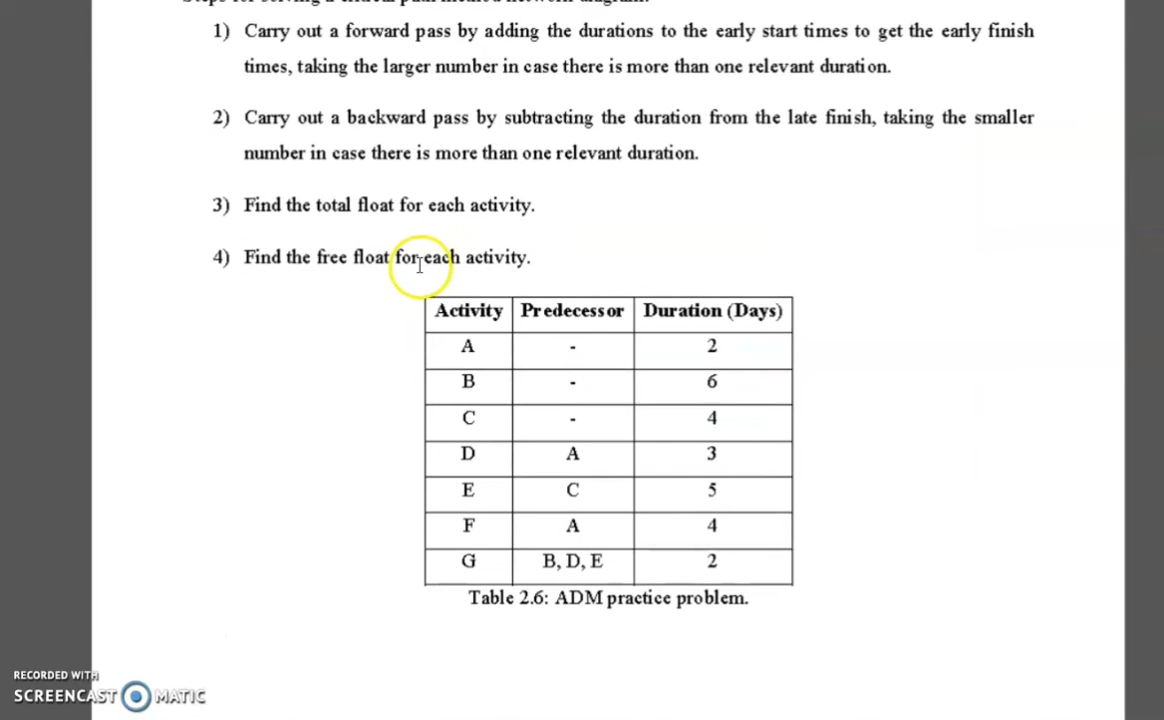 1) Carry out a forward pass by adding the durations to the early start times to get the early finish
times, taking the larger number in case there is more than one relevant duration.
2) Carry out a backward pass by subtracting the duration from the late finish, taking the smaller
number in case there is more than one relevant duration.
3) Find the total float for each activity.
4) Find the free float for each activity.
Activity Predecessor Duration (Days)
A - 2
B - 6
C - 4
D A 3
E C 5
F A 4
G B, D, E 2
Table 2.6: ADM practice problem.
RECORDED WITH
SCREENCAST MATIC